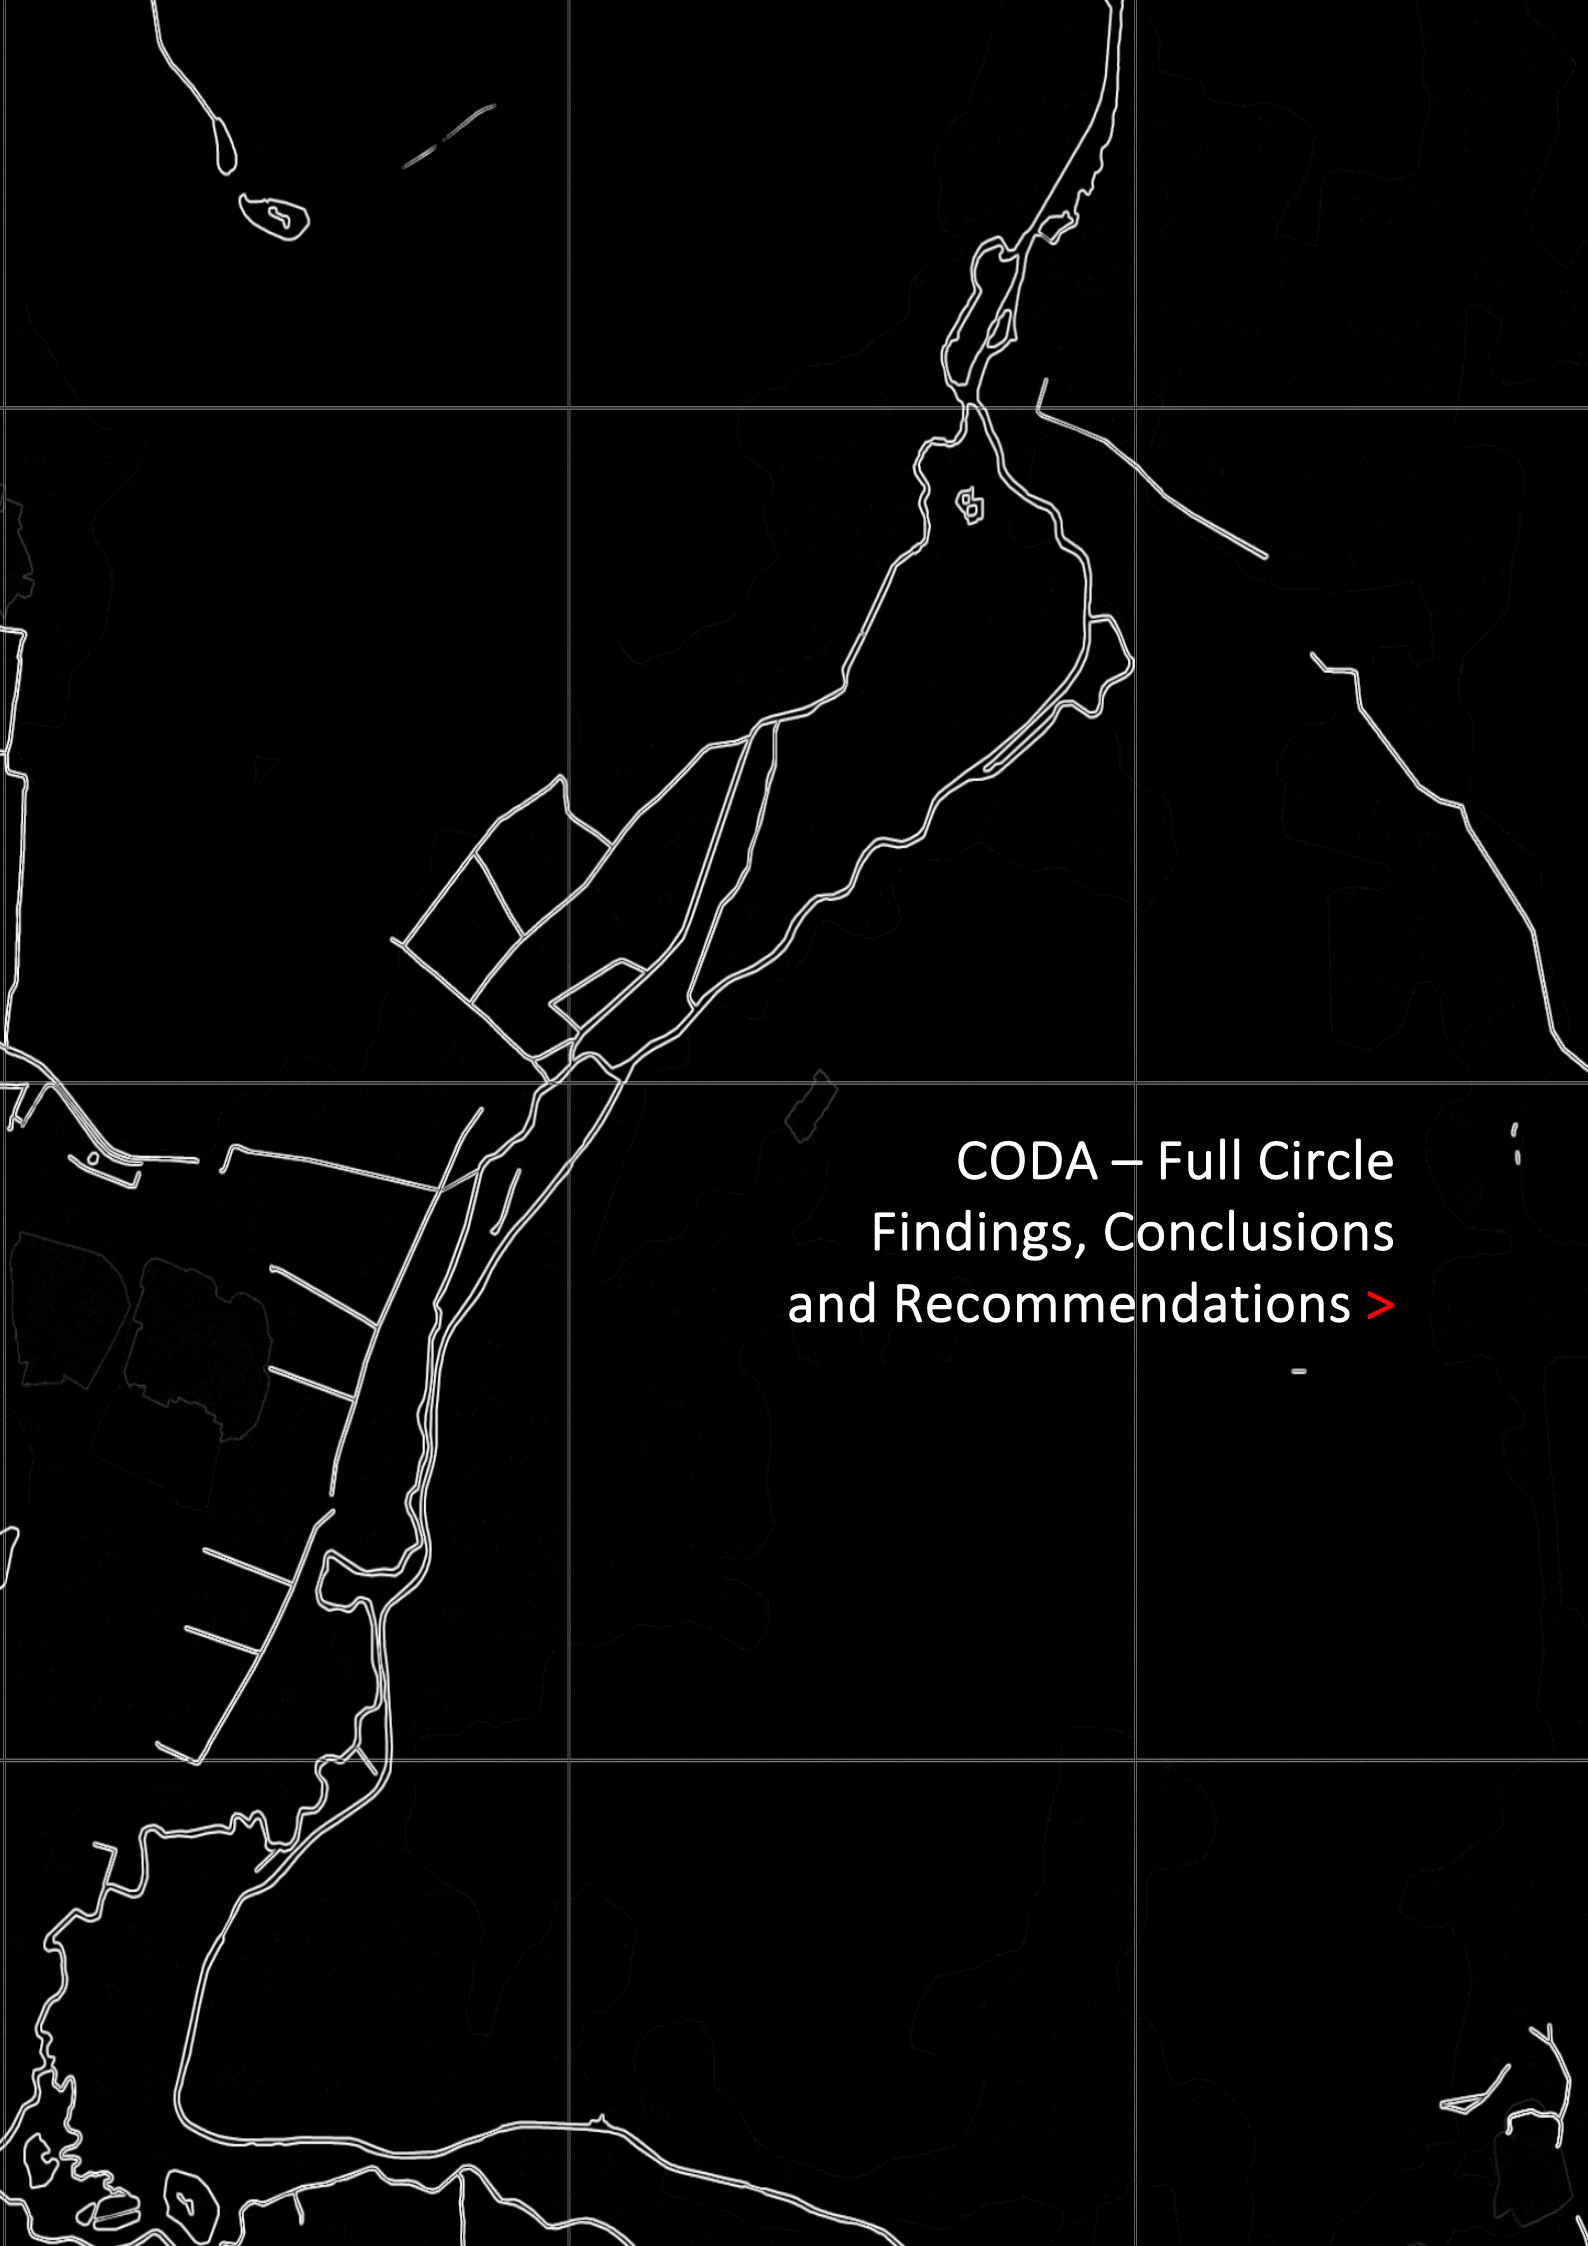 CODA – Full Circle
Findings, Conclusions
and Recommendations >